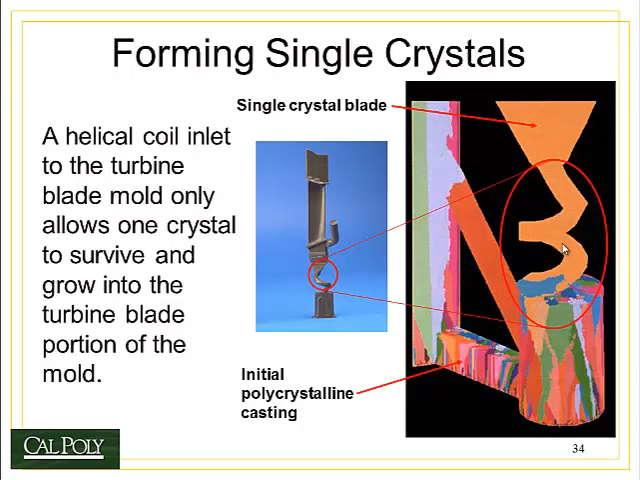 Forming Single Crystals
Single crystal blade
A helical coil inlet
to the turbine
blade mold only
allows one crystal
to survive and
grow into the
turbine blade
portion of the
mold.
Initial
polycrystalline
casting
CAL POLY
34